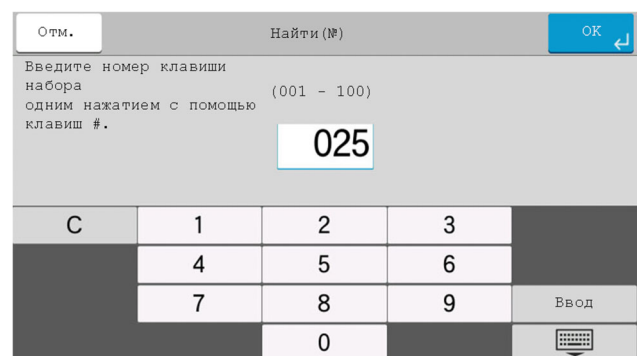 Отм.
Найти(№)
OK
Введите номер клавиши
набора
одним нажатием с помощью
клавиш #.
(001 - 100)
025
C
1
2
3
4
5
6
7
8
9
Ввод
0